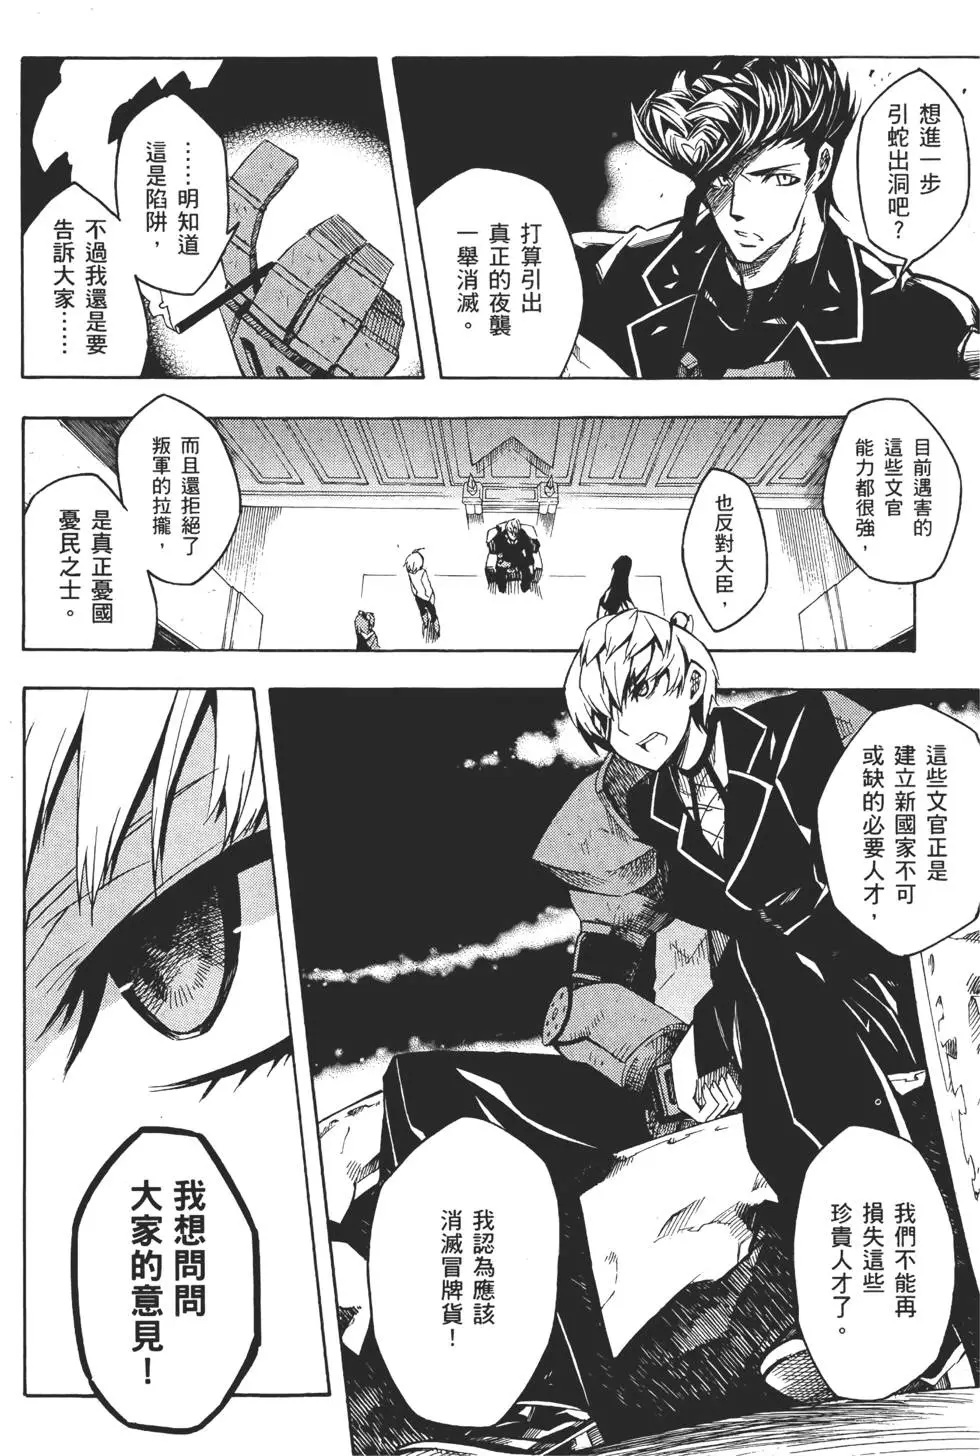 想進一步
引蛇出洞吧？
打算引出
真正的夜襲
一舉消滅。
……明知道
這是陷阱，
不過我還是要
告訴大家……
目前遇害的
這些文官
能力都很強，
也反對大臣，
而且還拒絕了
叛軍的拉攏，
是真正憂國
憂民之士。
這些文官正是
建立新國家不可
或缺的必要人才，
我們不能再
損失這些
珍貴人才了。
我認為應該
消滅冒牌貨！
我想問問
大家的意見！